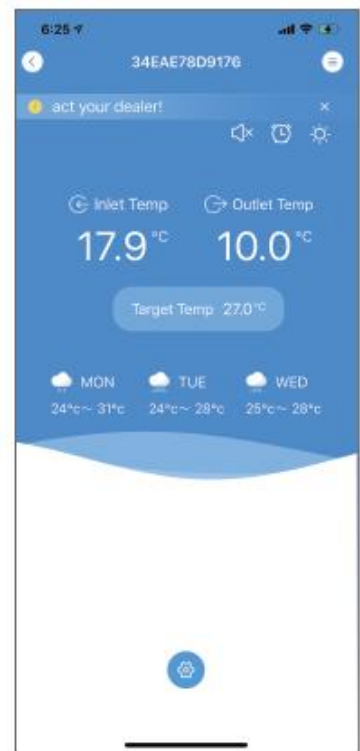 6:25
34EAE78D9176
act your dealer!
Inlet Temp Outlet Temp
17.9°C 10.0°C
Target Temp 27.0°C
MON TUE WED
24°c~ 31°c 24°c~ 28°c 25°c~ 28°c